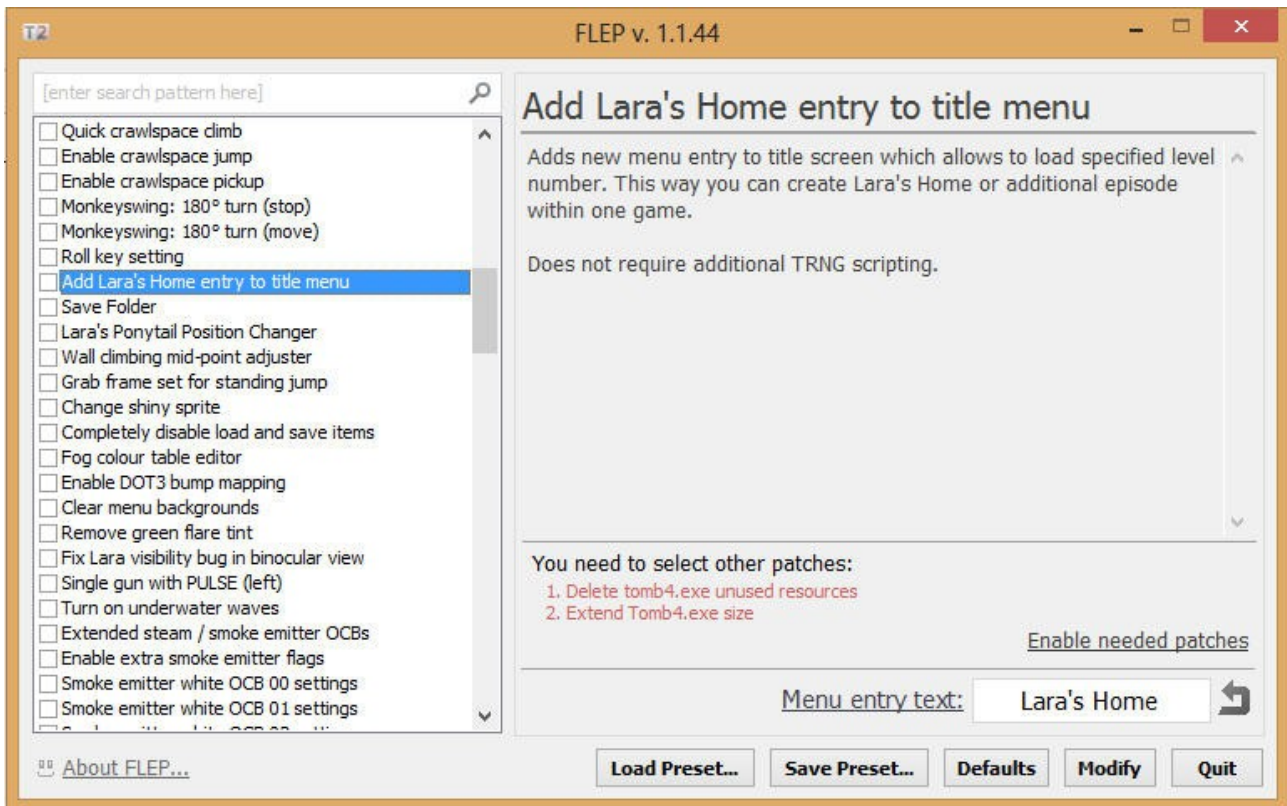 T2
FLEP v. 1.1.44
[enter search pattern here]
Quick crawlspace climb
Enable crawlspace jump
Enable crawlspace pickup
Monkeyswing: 180° turn (stop)
Monkeyswing: 180° turn (move)
Roll key setting
Add Lara's Home entry to title menu
Save Folder
Lara's Ponytail Position Changer
Wall climbing mid-point adjuster
Grab frame set for standing jump
Change shiny sprite
Completely disable load and save items
Fog colour table editor
Enable DOT3 bump mapping
Clear menu backgrounds
Remove green flare tint
Fix Lara visibility bug in binocular view
Single gun with PULSE (left)
Turn on underwater waves
Extended steam / smoke emitter OCBs
Enable extra smoke emitter flags
Smoke emitter white OCB 00 settings
Smoke emitter white OCB 01 settings
Add Lara's Home entry to title menu
Adds new menu entry to title screen which allows to load specified level
number. This way you can create Lara's Home or additional episode
within one game.
Does not require additional TRNG scripting.
You need to select other patches:
1. Delete tomb4.exe unused resources
2. Extend Tomb4.exe size
Enable needed patches
Menu entry text: Lara's Home
About FLEP...
Load Preset...
Save Preset...
Defaults
Modify
Quit